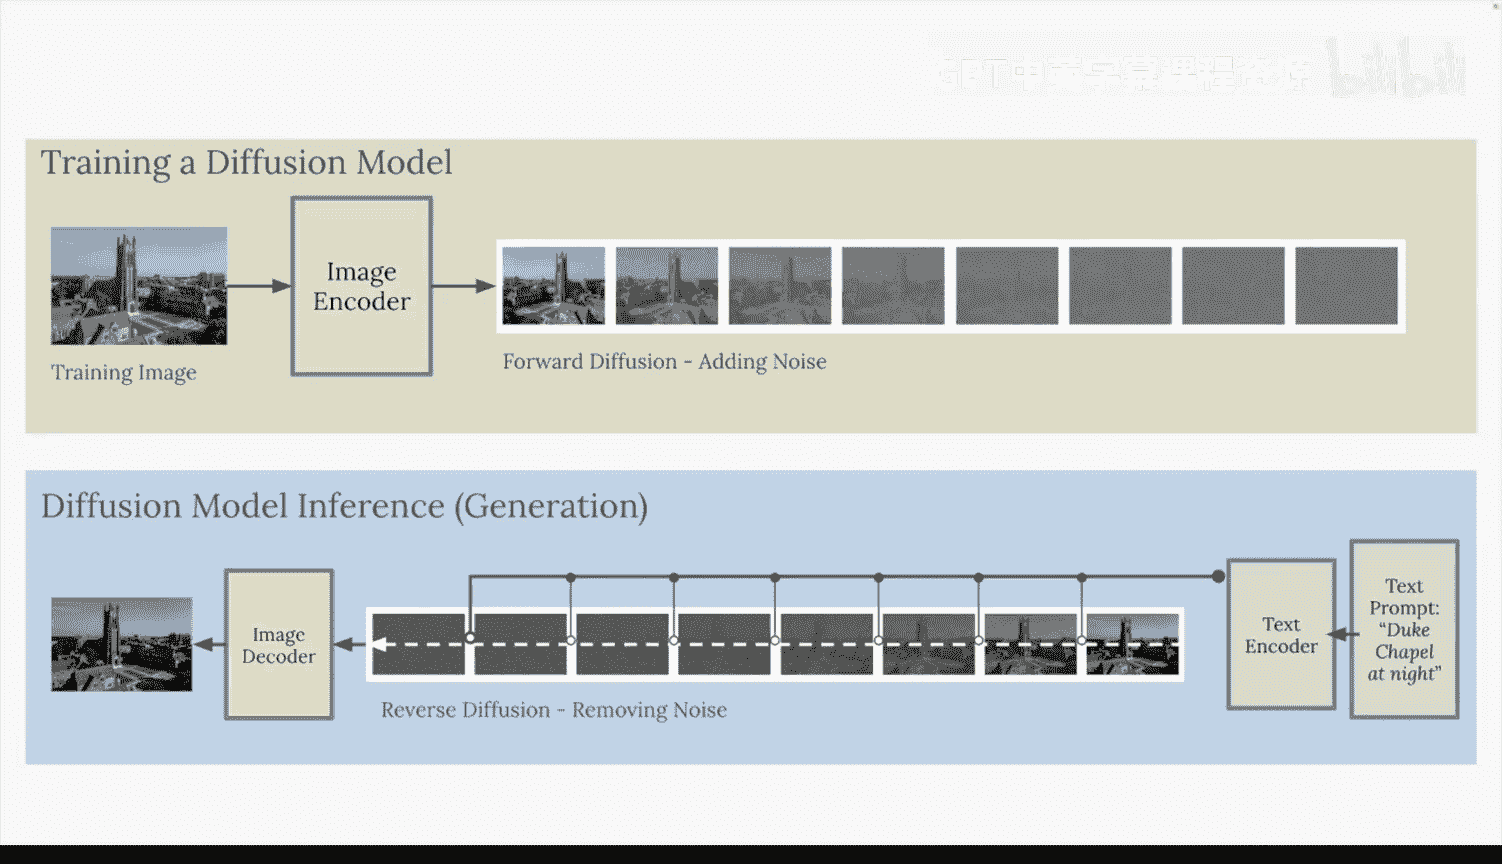 Training a Diffusion Model
Image
Encoder
Training Image
Forward Diffusion - Adding Noise
Diffusion Model Inference (Generation)
Image
Decoder
Reverse Diffusion - Removing Noise
Text
Encoder
Text
Prompt:
“Duke
Chapel
at night”
bilibili